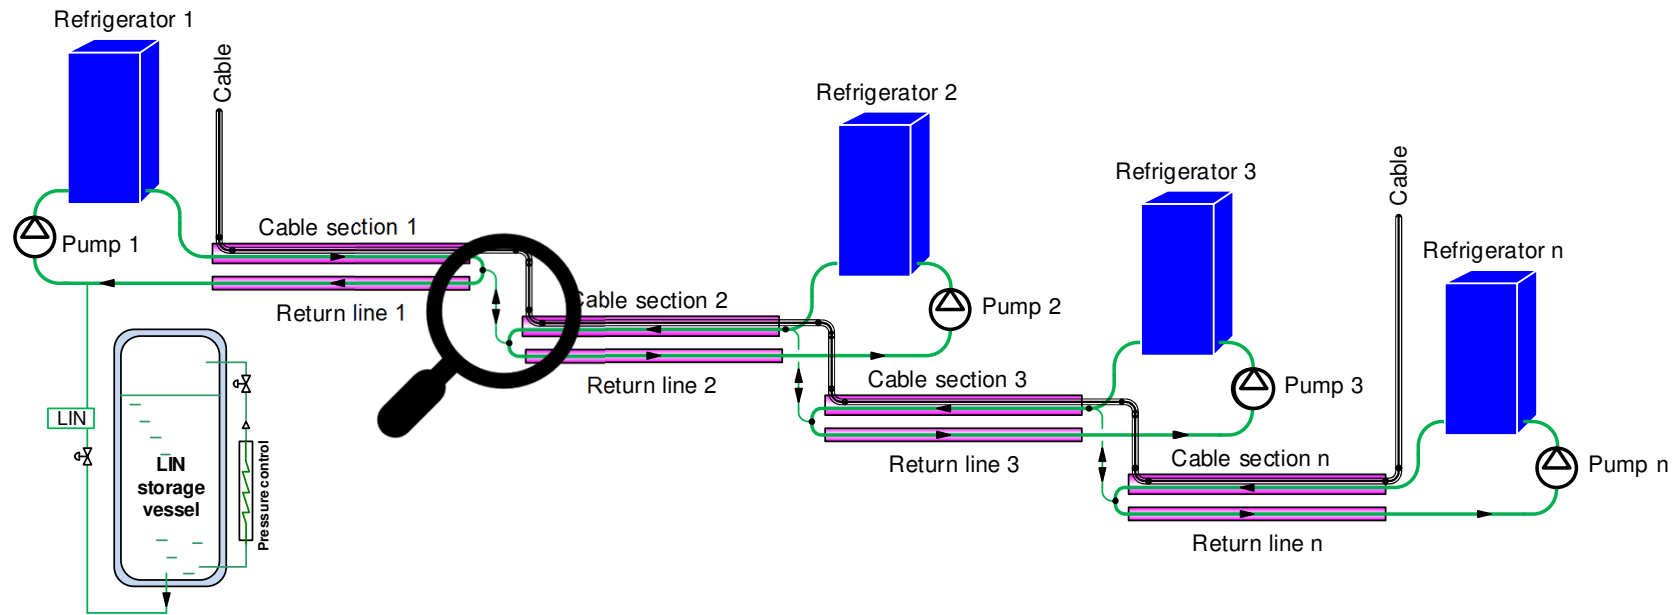 Refrigerator 1
Cable
Refrigerator 2
Refrigerator 3
Cable
Pump 1
Cable section 1
Refrigerator n
Return line 1
Cable section 2
Pump 2
Return line 2
Cable section 3
Pump 3
LIN
LIN
storage
vessel
Pressure control
Return line 3
Cable section n
Pump n
Return line n